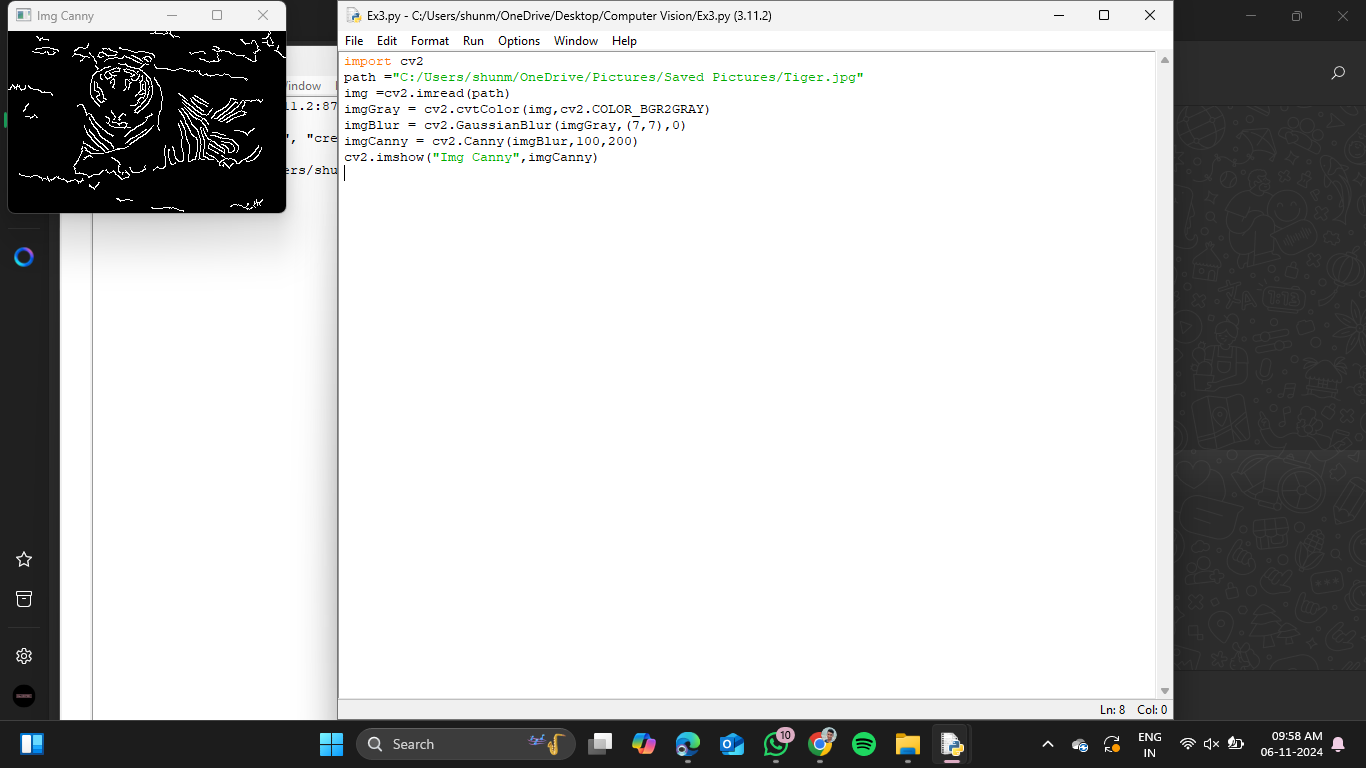 Img Canny
Ex3.py - C:/Users/shunm/OneDrive/Desktop/Computer Vision/Ex3.py (3.11.2)
File Edit Format Run Options Window Help
import cv2
path ="C:/Users/shunm/OneDrive/Pictures/Saved Pictures/Tiger.jpg"
img =cv2.imread(path)
imgGray = cv2.cvtColor(img,cv2.COLOR_BGR2GRAY)
imgBlur = cv2.GaussianBlur(imgGray,(7,7),0)
imgCanny = cv2.Canny(imgBlur,100,200)
cv2.imshow("Img Canny",imgCanny)
indow
11.2:87
", "cre
ers/shu
Ln: 8 Col: 0
Search
10
ENG
IN
09:58 AM
06-11-2024